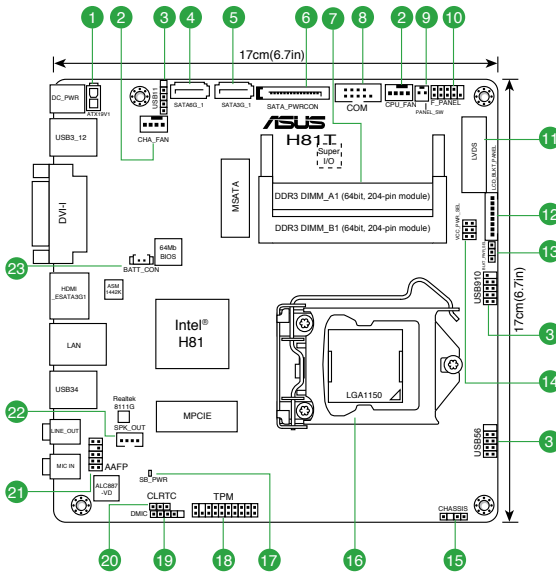 1
2
3
4
5
6
7
8
2
9
10
17cm(6.7in)
DC_PWR
ATX19V1
USB11
SATA6G_1
SATA3G_1
SATA_PWRCON
COM
CPU_FAN
PANEL_SW
F_PANEL
CHA_FAN
USB3_12
ASUS
H81T
Super
I/O
11
LVDS
LCD_BLKT_PANEL
MSATA
DDR3 DIMM_A1 (64bit, 204-pin module)
DDR3 DIMM_B1 (64bit, 204-pin module)
DVI-I
VCC_PWR_SEL
12
13
64Mb
BIOS
BATT_CON
23
HDMI
_ESATA3G1
ASM
1442K
USB910
3
17cm(6.7in)
Intel®
H81
LAN
14
USB34
LGA1150
Realtek
8111G
SPK_OUT
MPCIE
22
LINE_OUT
USB56
3
MIC IN
AAFP
21
ALC887
-VD
SB_PWR
CLRTC
DMIC
TPM
CHASSIS
20
19
18
17
16
15